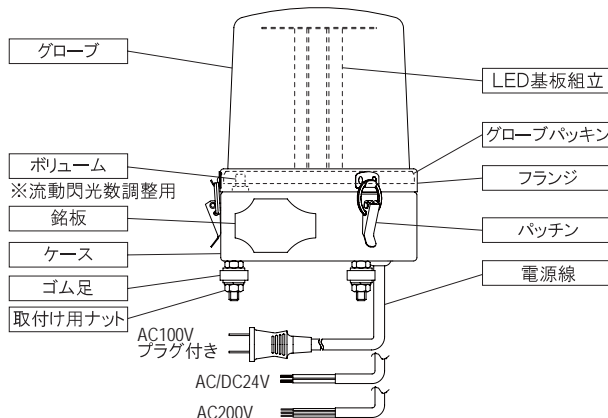 グローブ
LED基板組立
グローブパッキン
ボリューム
※流動閃光数調整用
フランジ
銘板
パッチン
ケース
電源線
ゴム足
取付け用ナット
AC100V
プラグ付き
AC/DC24V
AC200V